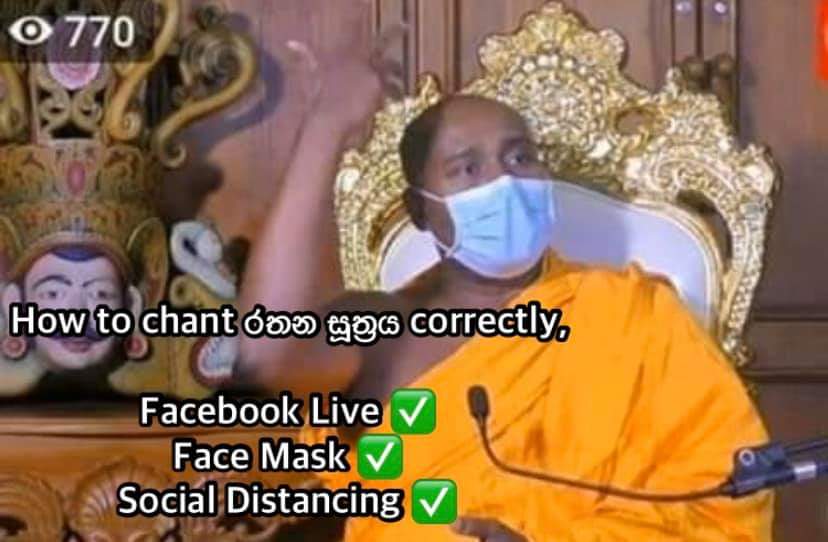 770
How to chant රතන සූත්‍රය correctly,
Facebook Live ✅
Face Mask ✅
Social Distancing ✅